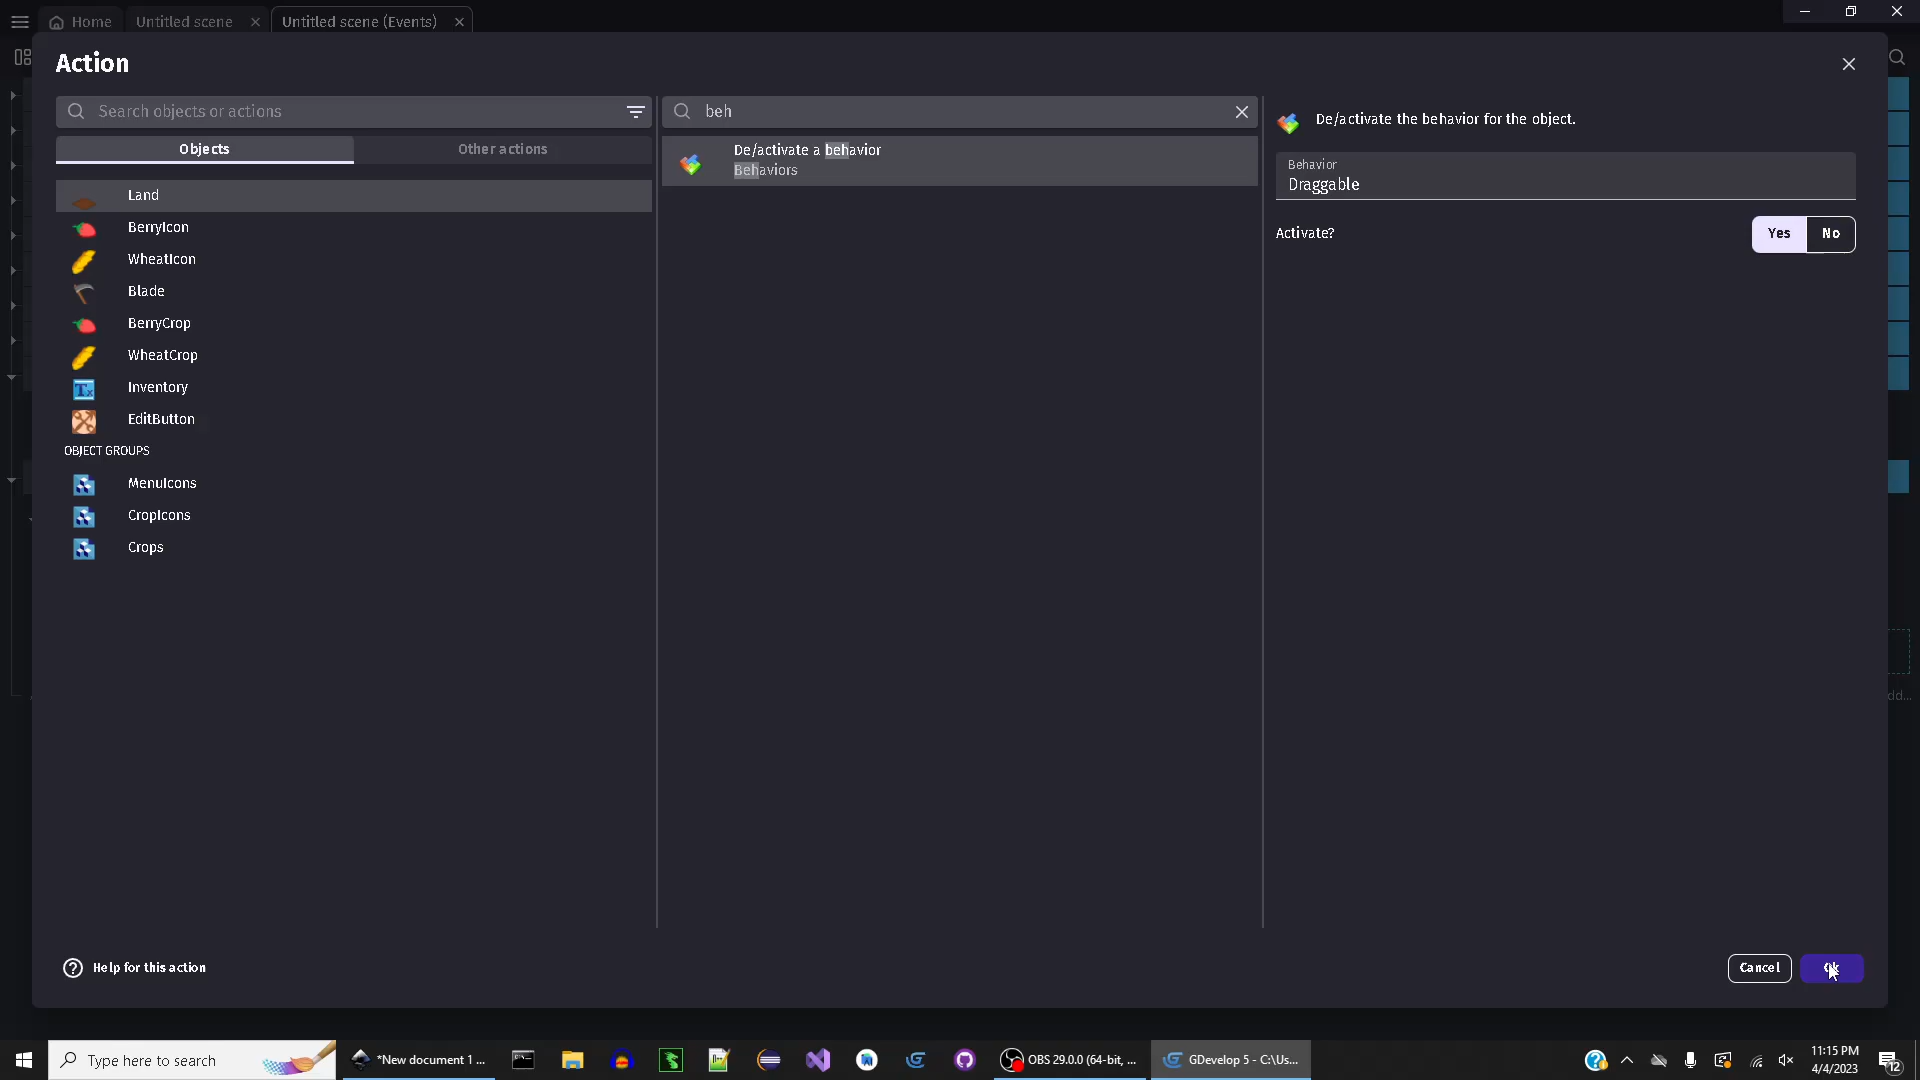 Home
Untitled scene
Untitled scene (Events)
Action
Search objects or actions
beh
De/activate the behavior for the object.
Objects
Other actions
De/activate a behavior
Behaviors
Behavior
Draggable
Activate?
Yes
No
Land
BerryIcon
WheatIcon
Blade
BerryCrop
WheatCrop
Inventory
EditButton
OBJECT GROUPS
MenuIcons
CropIcons
Crops
dd...
Help for this action
Cancel
Type here to search
*New document 1 ...
OBS 29.0.0 (64-bit, ...
GDevelop 5 - C:\Us...
11:15 PM
4/4/2023
12